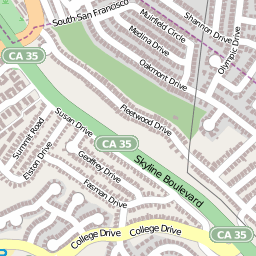 South San Francisco
Muirfield Circle
Shannon Drive
Medina Drive
Olympic Drive
CA 35
Oakmont Drive
Fleetwood Drive
Susan Drive
CA 35
Summit Road
Elston Drive
Geoffrey Drive
Skyline Boulevard
Fasman Drive
College Drive
College Drive
CA 35